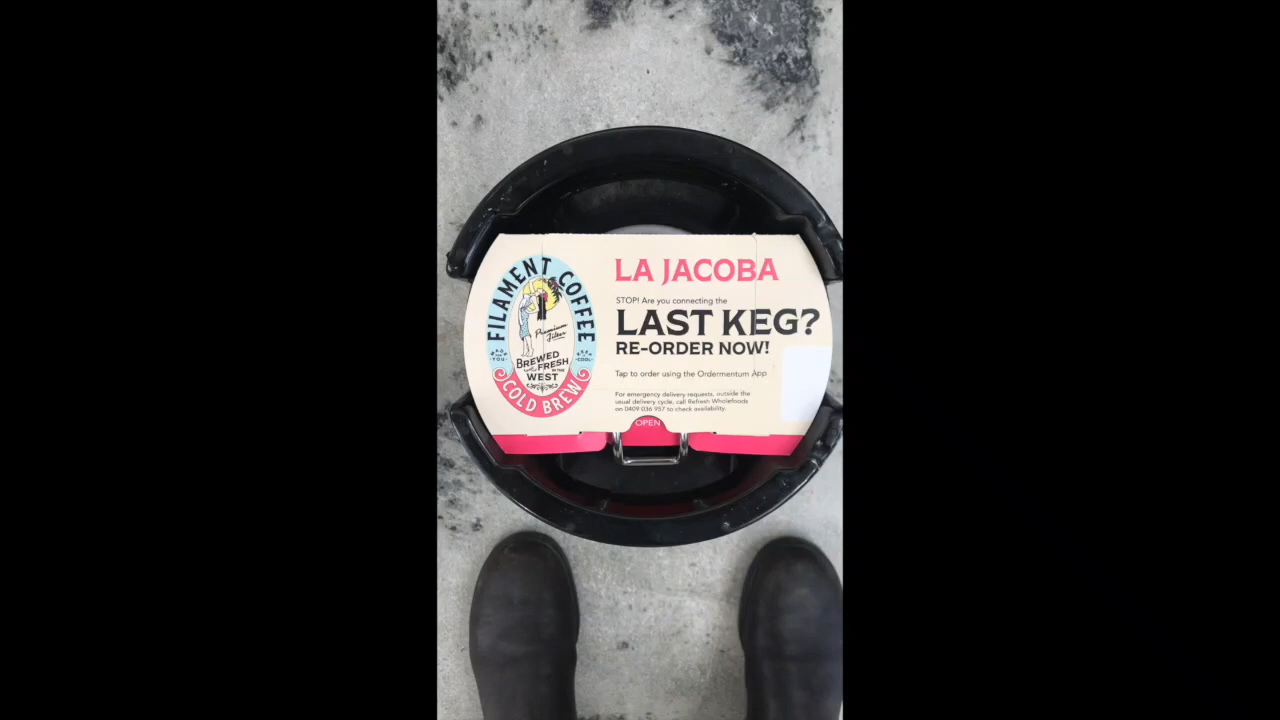 FILAMENT COFFEE
Premium
Filter
BREWED
FRESH
IN THE
WEST
COLD BREW
LA JACOBA
STOP! Are you connecting the
LAST KEG?
RE-ORDER NOW!
Tap to order using the Ordermentum App
For emergency delivery requests, outside the
usual delivery cycle, call Refresh Wholefoods
on 0409 036 957 to check availability.
OPEN